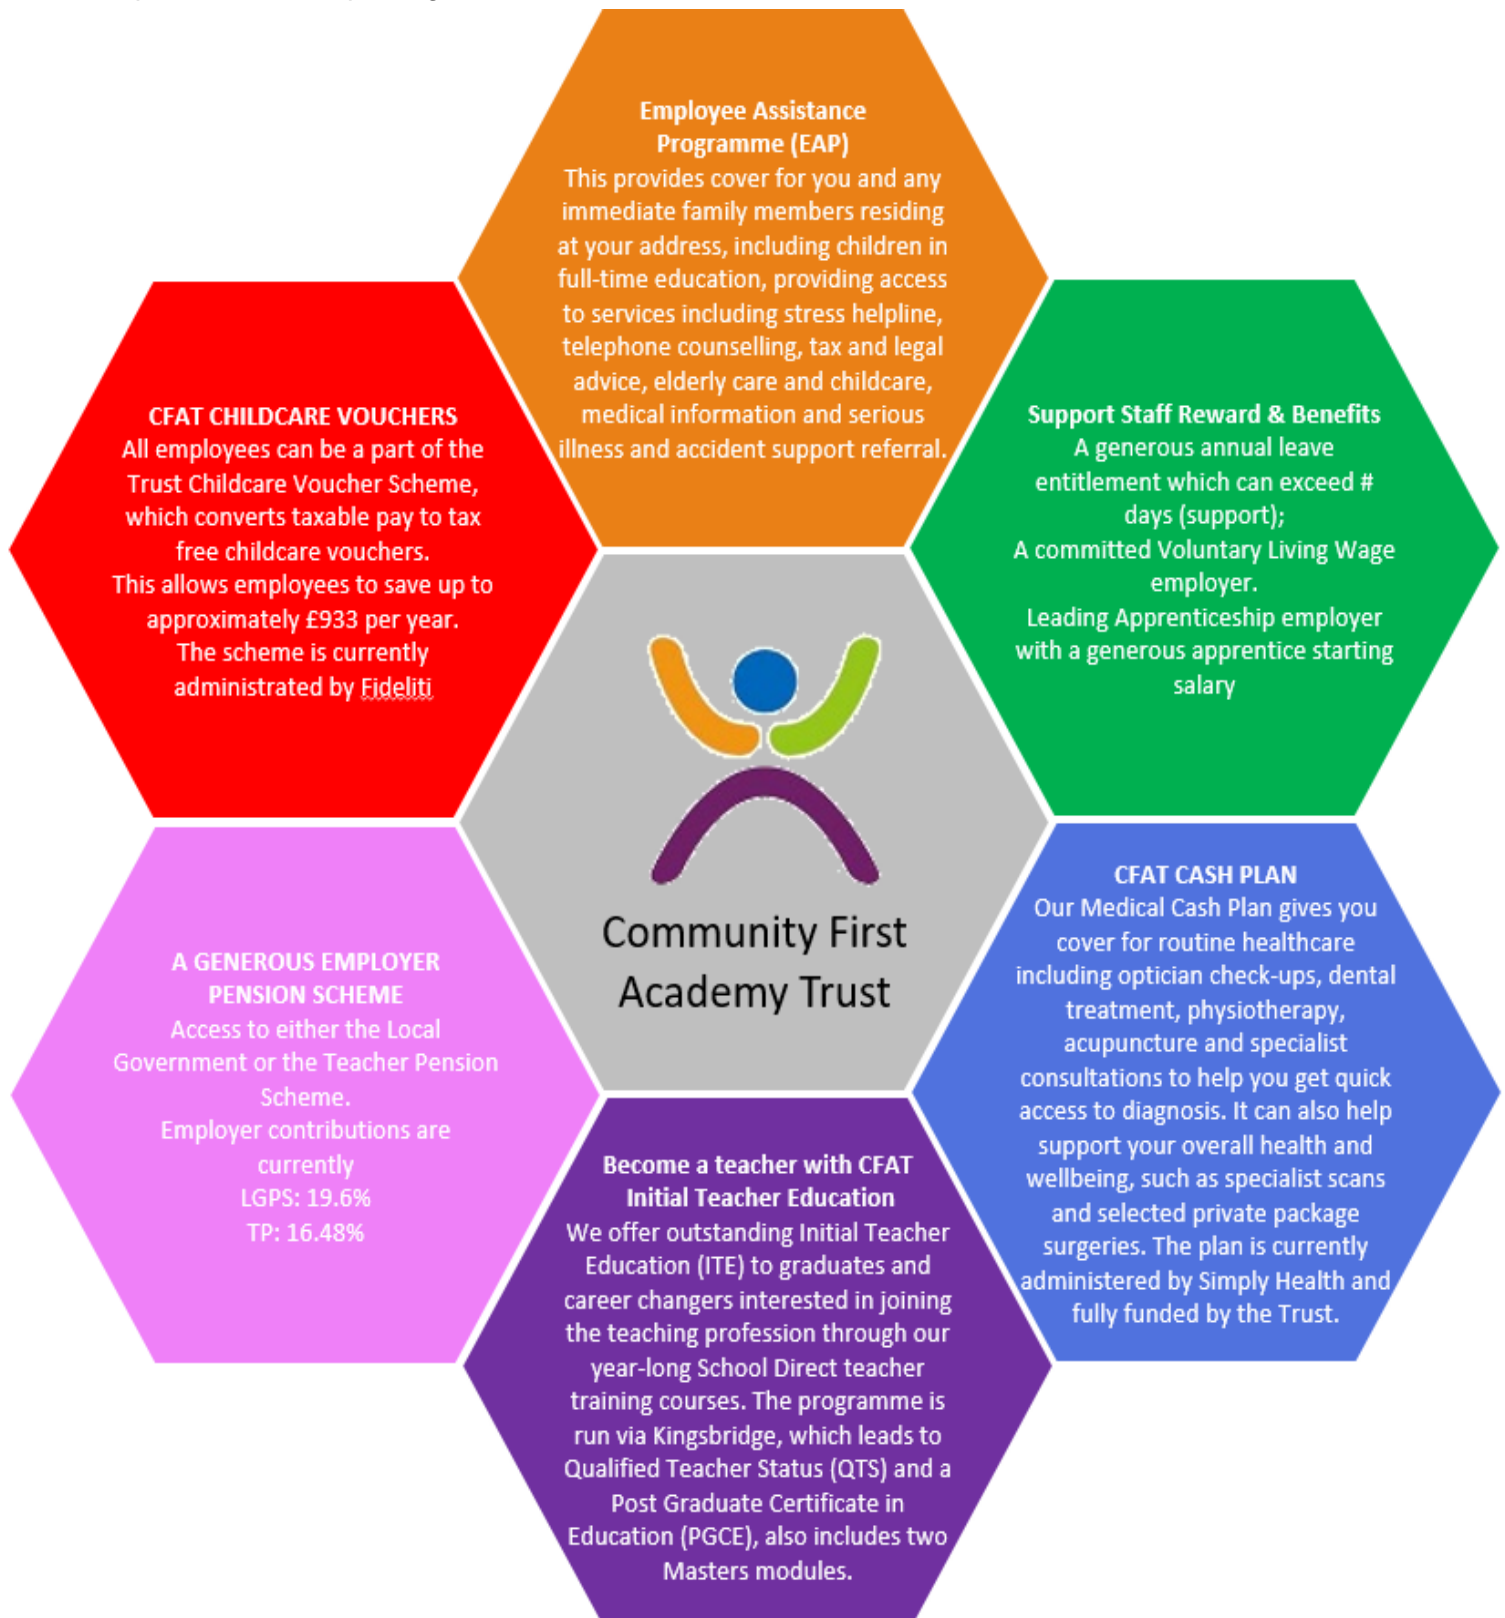 Employee Assistance
Programme (EAP)
This provides cover for you and any
immediate family members residing
at your address, including children in
full-time education, providing access
to services including stress helpline,
telephone counselling, tax and legal
advice, elderly care and childcare,
medical information and serious
illness and accident support referral.
CFAT CHILDCARE VOUCHERS
All employees can be a part of the
Trust Childcare Voucher Scheme,
which converts taxable pay to tax
free childcare vouchers.
This allows employees to save up to
approximately £933 per year.
The scheme is currently
administrated by Fideliti
Support Staff Reward & Benefits
A generous annual leave
entitlement which can exceed #
days (support);
A committed Voluntary Living Wage
employer.
Leading Apprenticeship employer
with a generous apprentice starting
salary
Community First
Academy Trust
A GENEROUS EMPLOYER
PENSION SCHEME
Access to either the Local
Government or the Teacher Pension
Scheme.
Employer contributions are
currently
LGPS: 19.6%
TP: 16.48%
CFAT CASH PLAN
Our Medical Cash Plan gives you
cover for routine healthcare
including optician check-ups, dental
treatment, physiotherapy,
acupuncture and specialist
consultations to help you get quick
access to diagnosis. It can also help
support your overall health and
wellbeing, such as specialist scans
and selected private package
surgeries. The plan is currently
administered by Simply Health and
fully funded by the Trust.
Become a teacher with CFAT
Initial Teacher Education
We offer outstanding Initial Teacher
Education (ITE) to graduates and
career changers interested in joining
the teaching profession through our
year-long School Direct teacher
training courses. The programme is
run via Kingsbridge, which leads to
Qualified Teacher Status (QTS) and a
Post Graduate Certificate in
Education (PGCE), also includes two
Masters modules.